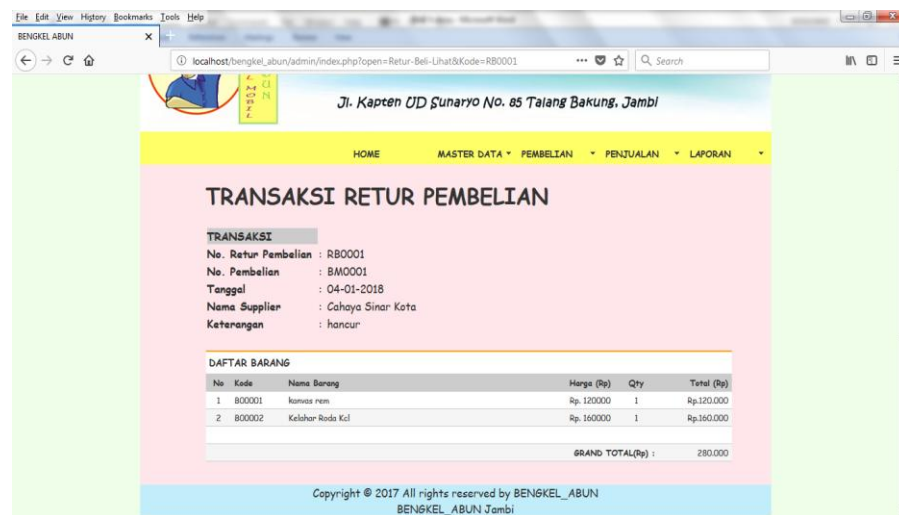 File Edit View History Bookmarks Tools Help
BENGKEL ABUN
localhost/bengkel_abun/admin/index.php?open=Retur-Beli-Lihat&Kode=RB0001
Search
L MOBIL
UN
Jl. Kapten UD Sunaryo No. 85 Talang Bakung, Jambi
HOME MASTER DATA PEMBELIAN PENJUALAN LAPORAN
TRANSAKSI RETUR PEMBELIAN
TRANSAKSI
No. Retur Pembelian : RB0001
No. Pembelian : BM0001
Tanggal : 04-01-2018
Nama Supplier : Cahaya Sinar Kota
Keterangan : hancur
DAFTAR BARANG
No Kode Nama Barang Harga (Rp) Qty Total (Rp)
1 B00001 kanvas rem Rp. 120000 1 Rp.120.000
2 B00002 Kelahar Roda Kcl Rp. 160000 1 Rp.160.000
GRAND TOTAL(Rp) : 280.000
Copyright © 2017 All rights reserved by BENGKEL_ABUN
BENGKEL_ABUN Jambi